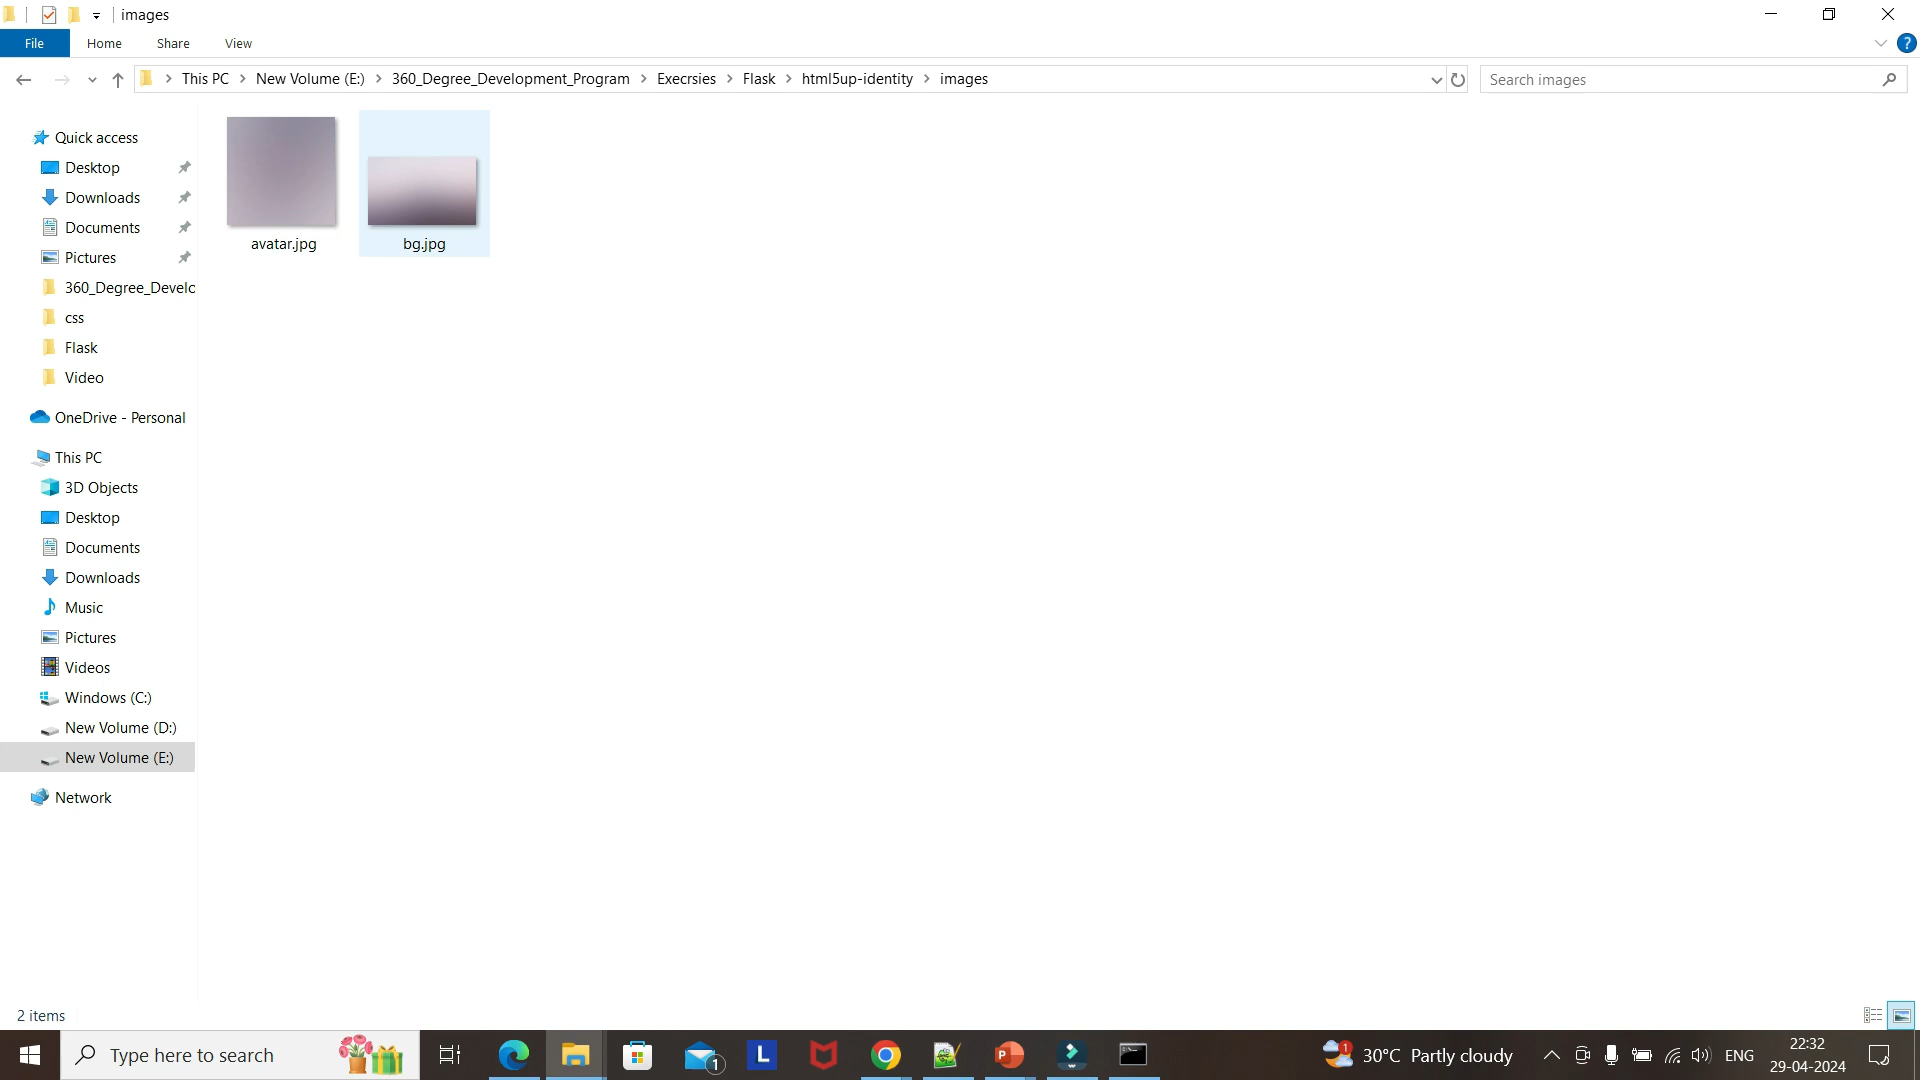 images
File Home Share View
This PC New Volume (E:) 360_Degree_Development_Program Execrsies Flask html5up-identity images
Search images
Quick access
Desktop
Downloads
Documents
Pictures
360_Degree_Develo
css
Flask
Video
OneDrive - Personal
This PC
3D Objects
Desktop
Documents
Downloads
Music
Pictures
Videos
Windows (C:)
New Volume (D:)
New Volume (E:)
Network
avatar.jpg bg.jpg
2 items
Type here to search
1
L
P
1
30°C Partly cloudy
ENG
22:32
29-04-2024